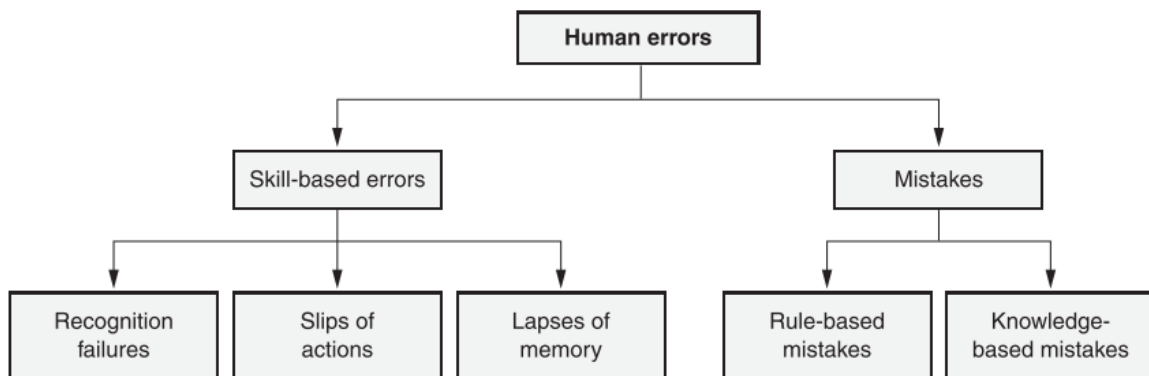 Human errors
Skill-based errors
Mistakes
Recognition
failures
Slips of
actions
Lapses of
memory
Rule-based
mistakes
Knowledge-
based mistakes